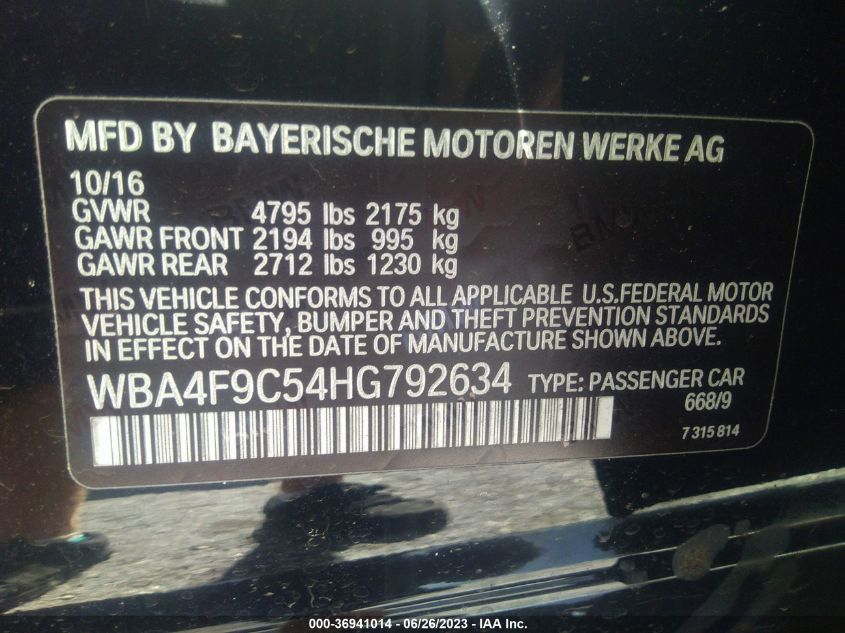 MFD BY BAYERISCHE MOTOREN WERKE AG
10/16
GVWR 4795 lbs 2175 kg
GAWR FRONT 2194 lbs 995 kg
GAWR REAR 2712 lbs 1230 kg
THIS VEHICLE CONFORMS TO ALL APPLICABLE U.S.FEDERAL MOTOR
VEHICLE SAFETY, BUMPER AND THEFT PREVENTION STANDARDS
IN EFFECT ON THE DATE OF MANUFACTURE SHOWN ABOVE.
WBA4F9C54HG792634 TYPE: PASSENGER CAR
668/9
7 315 814
000-36941014 - 06/26/2023 - IAA Inc.